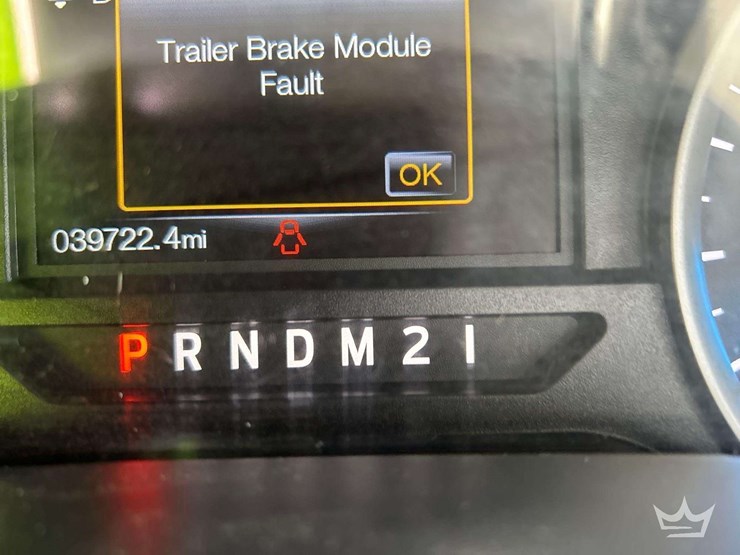 Trailer Brake Module
Fault
OK
039722.4mi
P R N D M 2 1